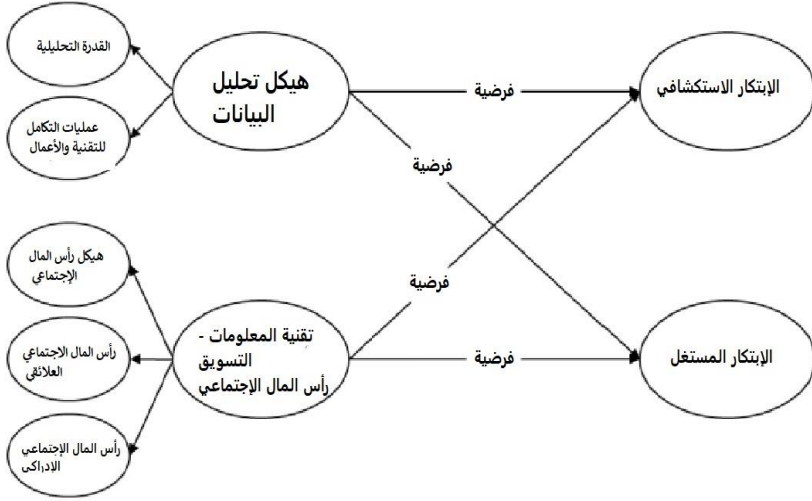 القدرة التحليلية
عمليات التكامل
للتقنية والأعمال
هيكل تحليل
البيانات
فرضية
الإبتكار الاستكشافي
فرضية
هيكل رأس المال
الإجتماعي
رأس المال الاجتماعي
العلائقي
رأس المال الإجتماعي
الإدراكي
تقنية المعلومات -
التسويق
رأس المال الإجتماعي
فرضية
فرضية
الإبتكار المستغل